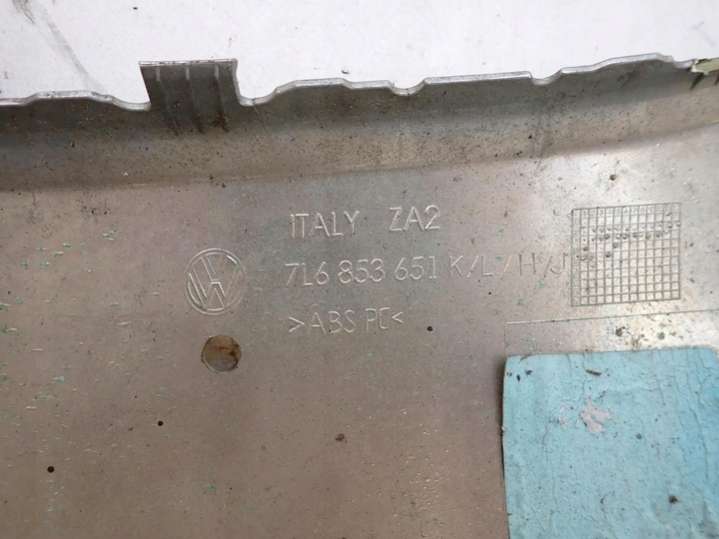 ITALY ZA2
7L6 853 651 K/L/H/J
>ABS PC<